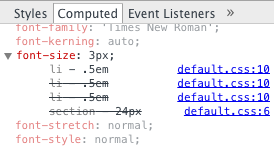 Styles Computed Event Listeners »
font-family: 'Times New Roman';
font-kerning: auto;
▼ font-size: 3px;
li - .5em default.css:10
li - .5em default.css:10
li - .5em default.css:10
section - 24px default.css:6
font-stretch: normal;
font-style: normal;